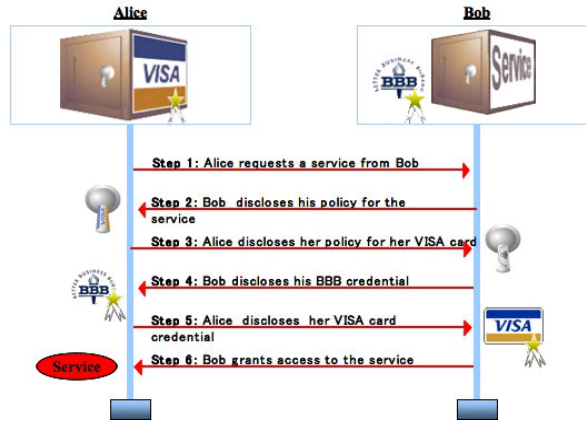 Alice
Bob
VISA
BETTER BUSINESS BUREAU
BBB
Service
Step 1: Alice requests a service from Bob
Step 2: Bob discloses his policy for the
service
VISA
Step 3: Alice discloses her policy for her VISA card
Step 4: Bob discloses his BBB credential
BBB
Step 5: Alice discloses her VISA card
credential
VISA
Step 6: Bob grants access to the service
Service